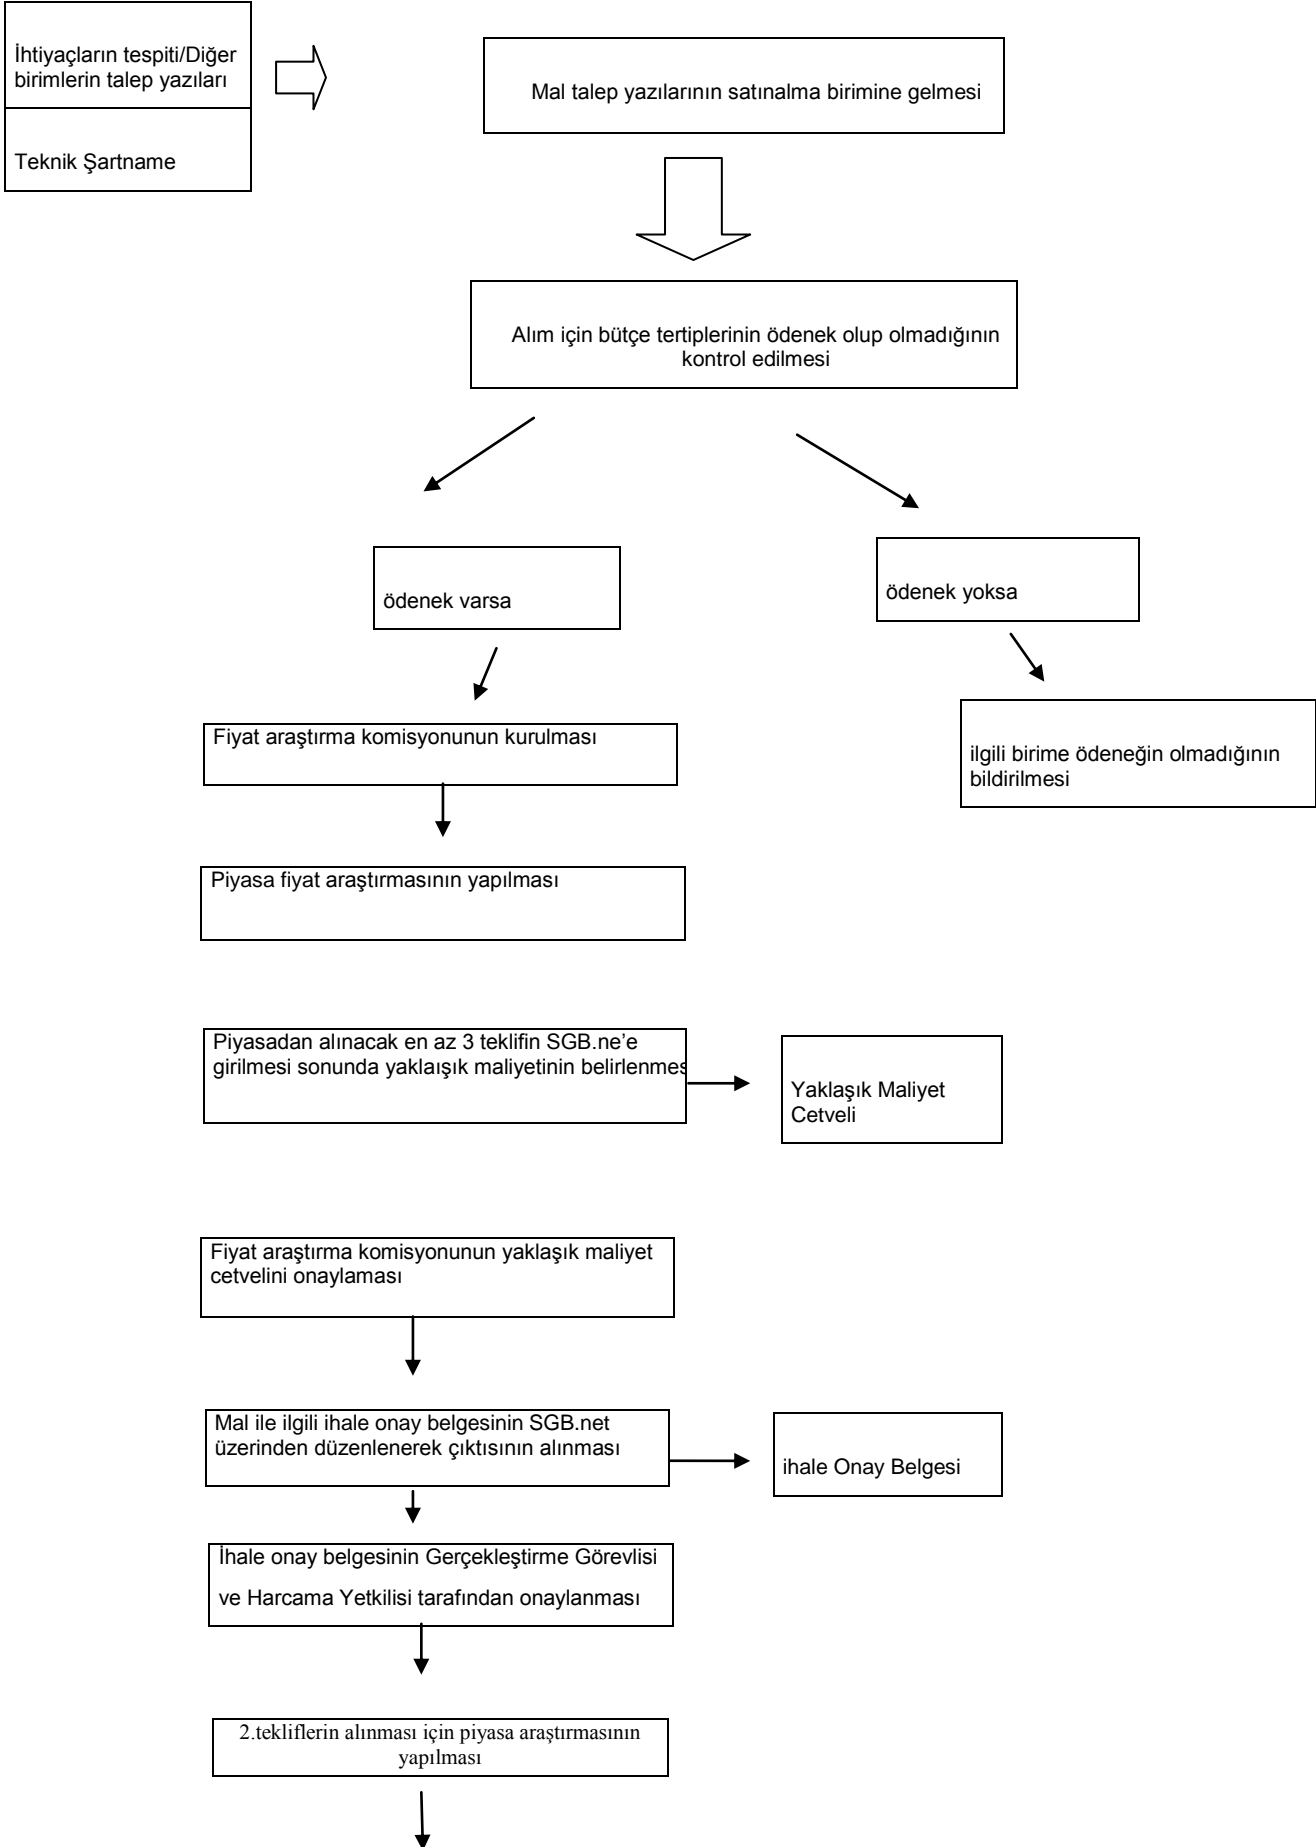 İhtiyaçların tespiti/Diğer
birimlerin talep yazıları
Teknik Şartname
Mal talep yazılarının satınalma birimine gelmesi
Alım için bütçe tertiplerinin ödenek olup olmadığının
kontrol edilmesi
ödenek varsa
ödenek yoksa
Fiyat araştırma komisyonunun kurulması
ilgili birime ödeneğin olmadığının
bildirilmesi
Piyasa fiyat araştırmasının yapılması
Piyasadan alınacak en az 3 teklifin SGB.ne’e
girilmesi sonunda yaklaışık maliyetinin belirlenmes
Yaklaşık Maliyet
Cetveli
Fiyat araştırma komisyonunun yaklaşık maliyet
cetvelini onaylaması
Mal ile ilgili ihale onay belgesinin SGB.net
üzerinden düzenlenerek çıktısının alınması
ihale Onay Belgesi
İhale onay belgesinin Gerçekleştirme Görevlisi
ve Harcama Yetkilisi tarafından onaylanması
2.tekliflerin alınması için piyasa araştırmasının
yapılması